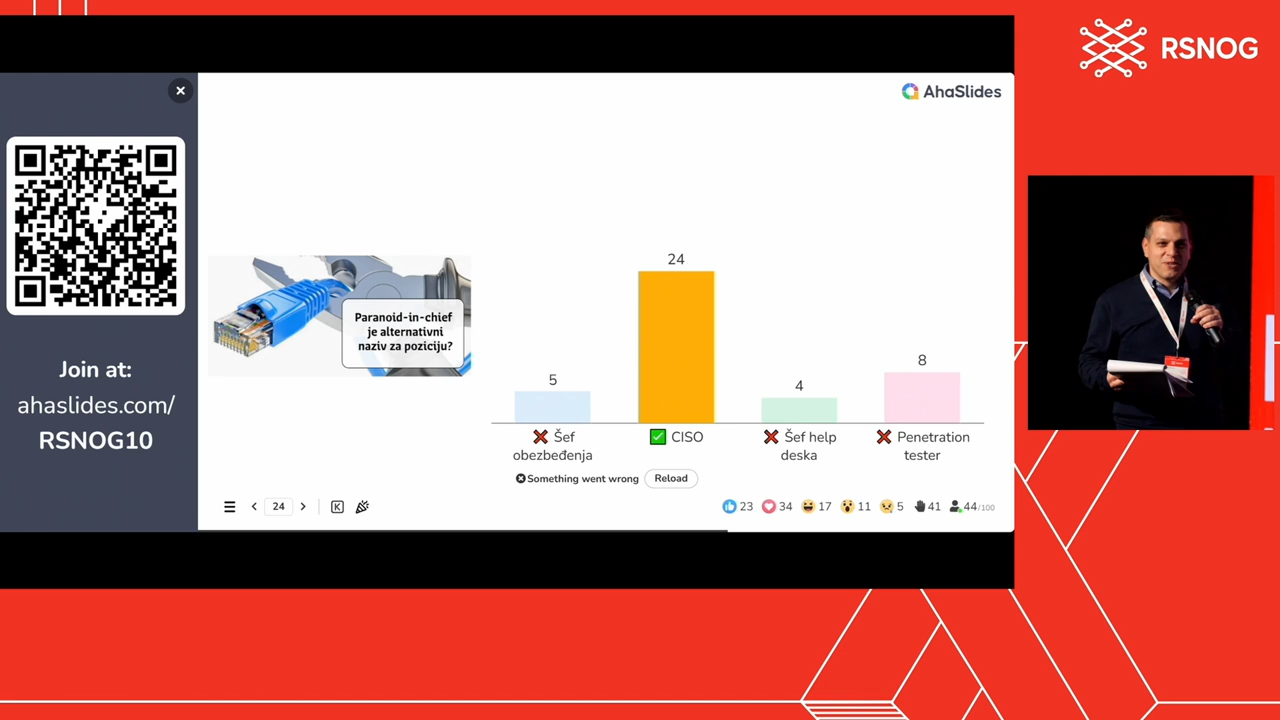 RSNOG
AhaSlides
Join at:
ahaslides.com/
RSNOG10
Paranoid-in-chief
je alternativni
naziv za poziciju?
5
24
4
8
❌ Šef
obezbeđenja
✅ CISO
❌ Šef help
deska
❌ Penetration
tester
Something went wrong
Reload
24
K
23
34
17
11
5
41
44/100